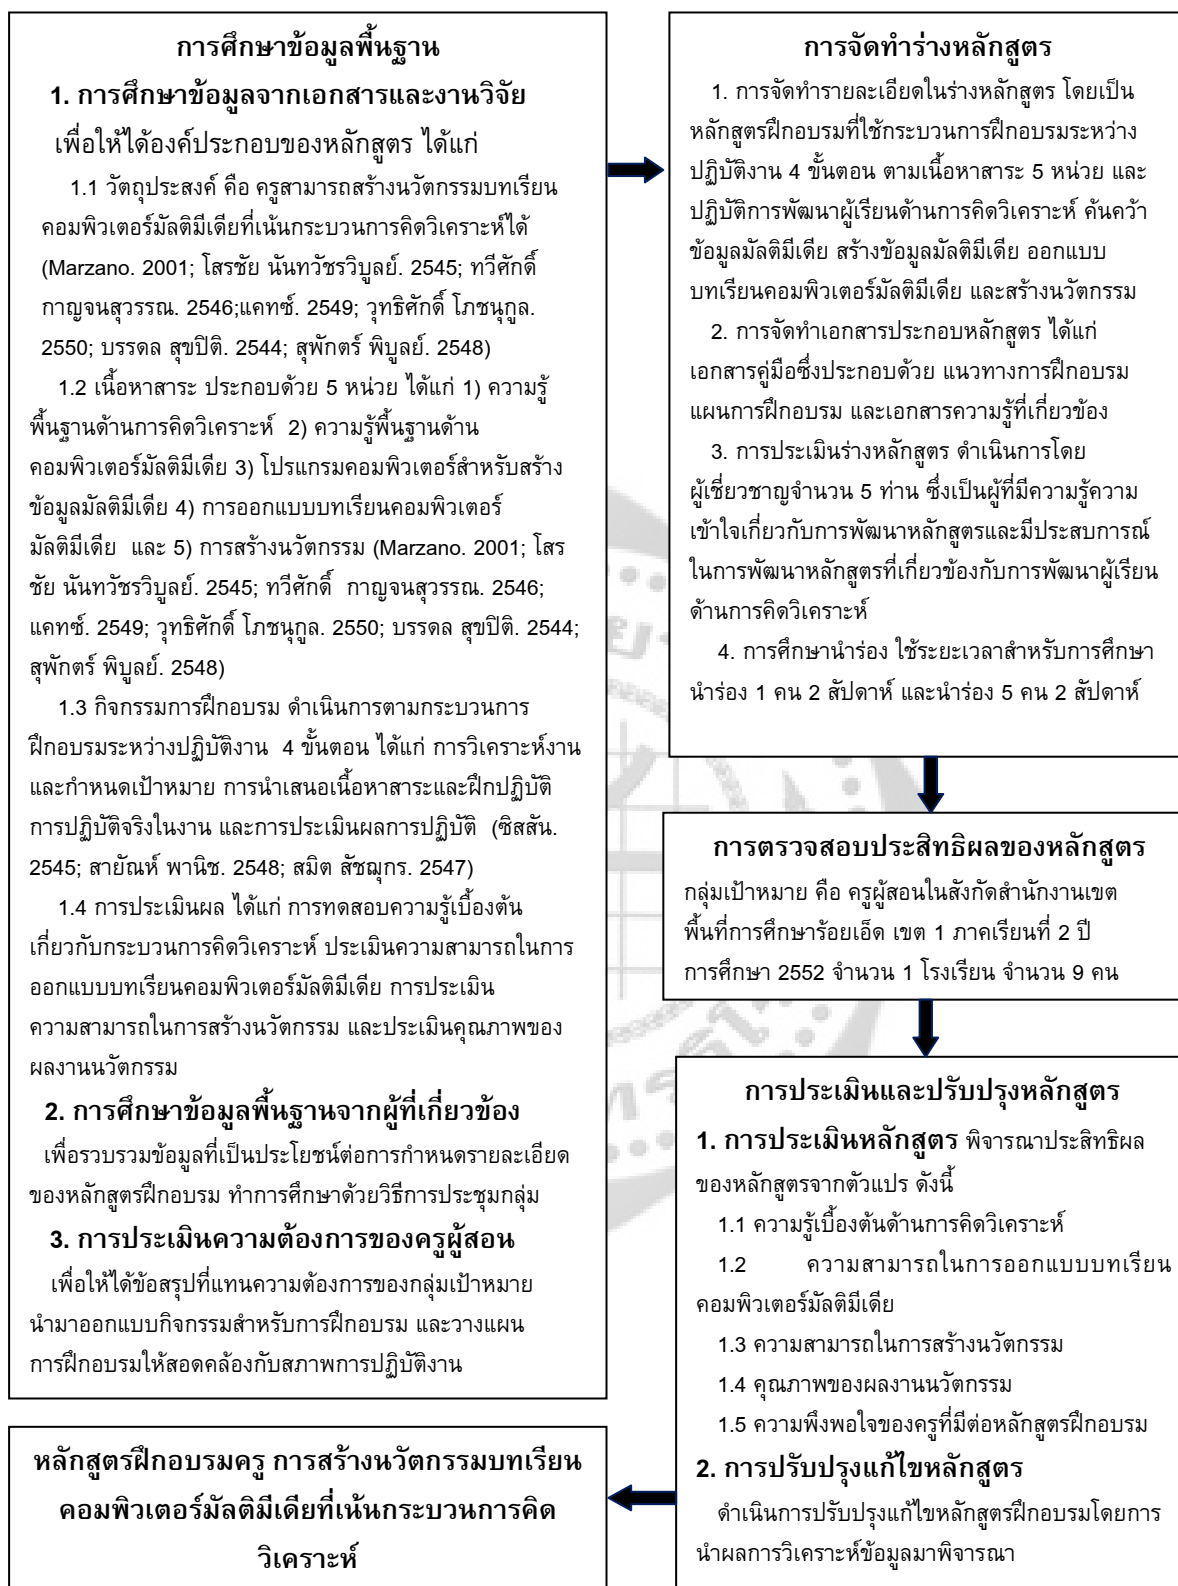 การศึกษาข้อมูลพื้นฐาน
1. การศึกษาข้อมูลจากเอกสารและงานวิจัย
เพื่อให้ได้องค์ประกอบของหลักสูตร ได้แก่
1.1 วัตถุประสงค์ คือ ครูสามารถสร้างนวัตกรรมบทเรียน
คอมพิวเตอร์มัลติมีเดียที่เน้นกระบวนการคิดวิเคราะห์ได้
(Marzano. 2001; โสรชัย นันทวัชรวิบูลย์. 2545; ทวีศักดิ์
กาญจนสุวรรณ. 2546;แคทซ์. 2549; วุทธิศักดิ์ โภชนุกูล.
2550; บรรดล สุขปิติ. 2544; สุพักตร์ พิบูลย์. 2548)
1.2 เนื้อหาสาระ ประกอบด้วย 5 หน่วย ได้แก่ 1) ความรู้
พื้นฐานด้านการคิดวิเคราะห์ 2) ความรู้พื้นฐานด้าน
คอมพิวเตอร์มัลติมีเดีย 3) โปรแกรมคอมพิวเตอร์สำหรับสร้าง
ข้อมูลมัลติมีเดีย 4) การออกแบบบทเรียนคอมพิวเตอร์
มัลติมีเดีย และ 5) การสร้างนวัตกรรม (Marzano. 2001; โสร
ชัย นันทวัชรวิบูลย์. 2545; ทวีศักดิ์ กาญจนสุวรรณ. 2546;
แคทซ์. 2549; วุทธิศักดิ์ โภชนุกูล. 2550; บรรดล สุขปิติ. 2544;
สุพักตร์ พิบูลย์. 2548)
1.3 กิจกรรมการฝึกอบรม ดำเนินการตามกระบวนการ
ฝึกอบรมระหว่างปฏิบัติงาน 4 ขั้นตอน ได้แก่ การวิเคราะห์งาน
และกำหนดเป้าหมาย การนำเสนอเนื้อหาสาระและฝึกปฏิบัติ
การปฏิบัติจริงในงาน และการประเมินผลการปฏิบัติ (ซิสสัน.
2545; สายัณห์ พานิช. 2548; สมิต สัชฌุกร. 2547)
1.4 การประเมินผล ได้แก่ การทดสอบความรู้เบื้องต้น
เกี่ยวกับกระบวนการคิดวิเคราะห์ ประเมินความสามารถในการ
ออกแบบบทเรียนคอมพิวเตอร์มัลติมีเดีย การประเมิน
ความสามารถในการสร้างนวัตกรรม และประเมินคุณภาพของ
ผลงานนวัตกรรม
2. การศึกษาข้อมูลพื้นฐานจากผู้ที่เกี่ยวข้อง
เพื่อรวบรวมข้อมูลที่เป็นประโยชน์ต่อการกำหนดรายละเอียด
ของหลักสูตรฝึกอบรม ทำการศึกษาด้วยวิธีการประชุมกลุ่ม
3. การประเมินความต้องการของครูผู้สอน
เพื่อให้ได้ข้อสรุปที่แทนความต้องการของกลุ่มเป้าหมาย
นำมาออกแบบกิจกรรมสำหรับการฝึกอบรม และวางแผน
การฝึกอบรมให้สอดคล้องกับสภาพการปฏิบัติงาน
การจัดทำร่างหลักสูตร
1. การจัดทำรายละเอียดในร่างหลักสูตร โดยเป็น
หลักสูตรฝึกอบรมที่ใช้กระบวนการฝึกอบรมระหว่าง
ปฏิบัติงาน 4 ขั้นตอน ตามเนื้อหาสาระ 5 หน่วย และ
ปฏิบัติการพัฒนาผู้เรียนด้านการคิดวิเคราะห์ ค้นคว้า
ข้อมูลมัลติมีเดีย สร้างข้อมูลมัลติมีเดีย ออกแบบ
บทเรียนคอมพิวเตอร์มัลติมีเดีย และสร้างนวัตกรรม
2. การจัดทำเอกสารประกอบหลักสูตร ได้แก่
เอกสารคู่มือซึ่งประกอบด้วย แนวทางการฝึกอบรม
แผนการฝึกอบรม และเอกสารความรู้ที่เกี่ยวข้อง
3. การประเมินร่างหลักสูตร ดำเนินการโดย
ผู้เชี่ยวชาญจำนวน 5 ท่าน ซึ่งเป็นผู้ที่มีความรู้ความ
เข้าใจเกี่ยวกับการพัฒนาหลักสูตรและมีประสบการณ์
ในการพัฒนาหลักสูตรที่เกี่ยวข้องกับการพัฒนาผู้เรียน
ด้านการคิดวิเคราะห์
4. การศึกษานำร่อง ใช้ระยะเวลาสำหรับการศึกษา
นำร่อง 1 คน 2 สัปดาห์ และนำร่อง 5 คน 2 สัปดาห์
การตรวจสอบประสิทธิผลของหลักสูตร
กลุ่มเป้าหมาย คือ ครูผู้สอนในสังกัดสำนักงานเขต
พื้นที่การศึกษาร้อยเอ็ด เขต 1 ภาคเรียนที่ 2 ปี
การศึกษา 2552 จำนวน 1 โรงเรียน จำนวน 9 คน
การประเมินและปรับปรุงหลักสูตร
1. การประเมินหลักสูตร พิจารณาประสิทธิผล
ของหลักสูตรจากตัวแปร ดังนี้
1.1 ความรู้เบื้องต้นด้านการคิดวิเคราะห์
1.2 ความสามารถในการออกแบบบทเรียน
คอมพิวเตอร์มัลติมีเดีย
1.3 ความสามารถในการสร้างนวัตกรรม
1.4 คุณภาพของผลงานนวัตกรรม
1.5 ความพึงพอใจของครูที่มีต่อหลักสูตรฝึกอบรม
2. การปรับปรุงแก้ไขหลักสูตร
ดำเนินการปรับปรุงแก้ไขหลักสูตรฝึกอบรมโดยการ
นำผลการวิเคราะห์ข้อมูลมาพิจารณา
หลักสูตรฝึกอบรมครู การสร้างนวัตกรรมบทเรียน
คอมพิวเตอร์มัลติมีเดียที่เน้นกระบวนการคิด
วิเคราะห์